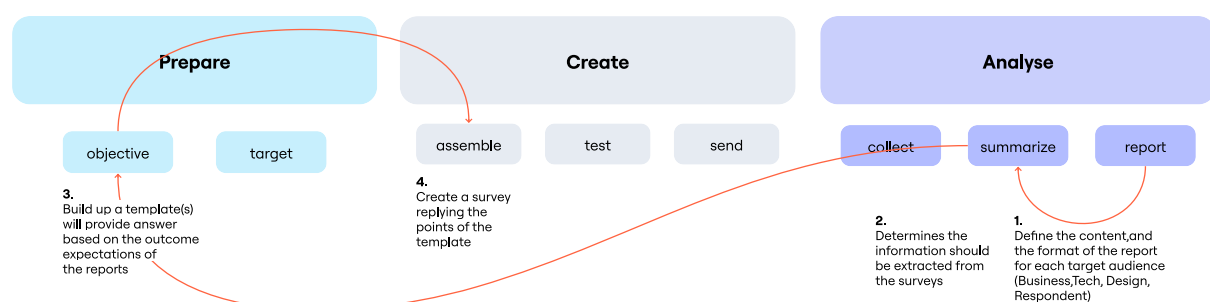 Prepare
Create
Analyse
objective
target
assemble
test
send
collect
summarize
report
3.
Build up a template(s)
will provide answer
based on the outcome
expectations of
the reports
4.
Create a survey
replying the
points of the
template
2.
Determines the
information should
be extracted from
the surveys
1.
Define the content,and
the format of the report
for each target audience
(Business,Tech, Design,
Respondent)